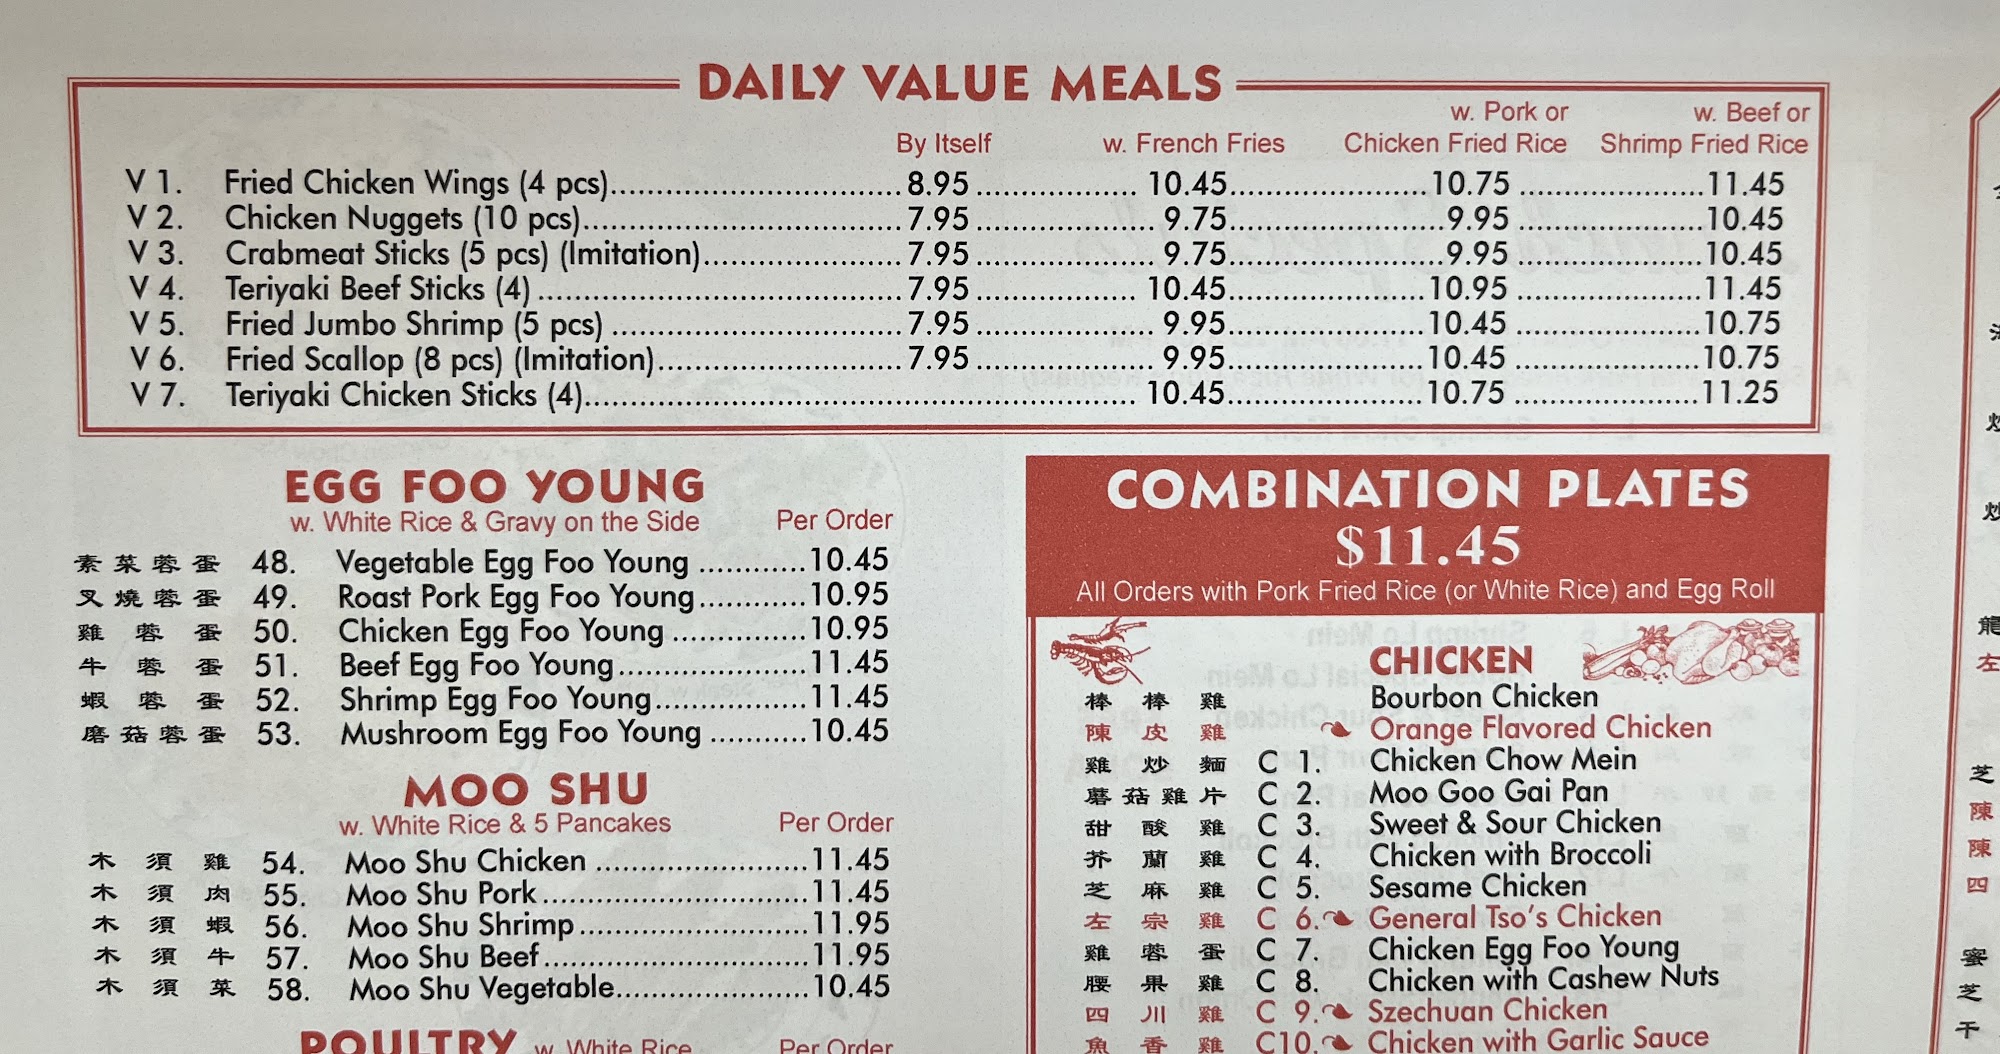 DAILY VALUE MEALS
By Itself w. French Fries w. Pork or Chicken Fried Rice w. Beef or Shrimp Fried Rice
V 1. Fried Chicken Wings (4 pcs) 8.95 10.45 10.75 11.45
V 2. Chicken Nuggets (10 pcs) 7.95 9.75 9.95 10.45
V 3. Crabmeat Sticks (5 pcs) (Imitation) 7.95 9.75 9.95 10.45
V 4. Teriyaki Beef Sticks (4) 7.95 10.45 10.95 11.45
V 5. Fried Jumbo Shrimp (5 pcs) 7.95 9.95 10.45 10.75
V 6. Fried Scallop (8 pcs) (Imitation) 7.95 9.95 10.45 10.75
V 7. Teriyaki Chicken Sticks (4) 10.45 10.75 11.25
EGG FOO YOUNG
w. White Rice & Gravy on the Side Per Order
素菜蓉蛋 48. Vegetable Egg Foo Young 10.45
叉燒蓉蛋 49. Roast Pork Egg Foo Young 10.95
雞蓉蛋 50. Chicken Egg Foo Young 10.95
牛蓉蛋 51. Beef Egg Foo Young 11.45
蝦蓉蛋 52. Shrimp Egg Foo Young 11.45
磨菇蓉蛋 53. Mushroom Egg Foo Young 10.45
MOO SHU
w. White Rice & 5 Pancakes Per Order
木須雞 54. Moo Shu Chicken 11.45
木須肉 55. Moo Shu Pork 11.45
木須蝦 56. Moo Shu Shrimp 11.95
木須牛 57. Moo Shu Beef 11.95
木須菜 58. Moo Shu Vegetable 10.45
POULTRY w. White Rice Per Order
COMBINATION PLATES
$11.45
All Orders with Pork Fried Rice (or White Rice) and Egg Roll
CHICKEN
棒棒雞 Bourbon Chicken
陳皮雞 Orange Flavored Chicken
雞炒麵 C 1. Chicken Chow Mein
蘑菇雞片 C 2. Moo Goo Gai Pan
甜酸雞 C 3. Sweet & Sour Chicken
芥蘭雞 C 4. Chicken with Broccoli
芝麻雞 C 5. Sesame Chicken
左宗雞 C 6. General Tso's Chicken
雞蓉蛋 C 7. Chicken Egg Foo Young
腰果雞 C 8. Chicken with Cashew Nuts
四川雞 C 9. Szechuan Chicken
魚香雞 C10. Chicken with Garlic Sauce
炒
炒
龍
左
芝
陳
陳
四
蜜
芝
干